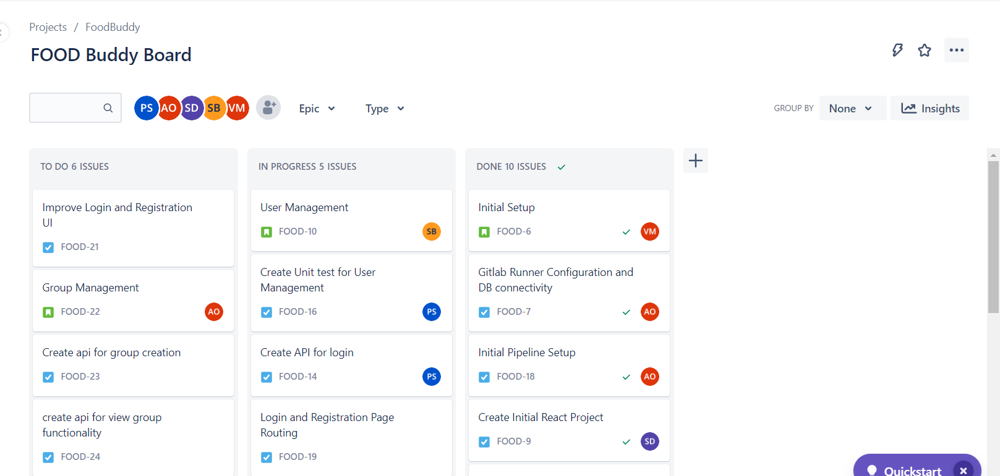 Projects / FoodBuddy
FOOD Buddy Board
PS AO SD SB VM
Epic
Type
GROUP BY
None
Insights
TO DO 6 ISSUES
Improve Login and Registration
UI
FOOD-21
Group Management
FOOD-22
AO
Create api for group creation
FOOD-23
create api for view group
functionality
FOOD-24
IN PROGRESS 5 ISSUES
User Management
FOOD-10
SB
Create Unit test for User
Management
FOOD-16
PS
Create API for login
FOOD-14
PS
Login and Registration Page
Routing
FOOD-19
DONE 10 ISSUES
Initial Setup
FOOD-6
VM
Gitlab Runner Configuration and
DB connectivity
FOOD-7
AO
Initial Pipeline Setup
FOOD-18
AO
Create Initial React Project
FOOD-9
SD
Quickstart